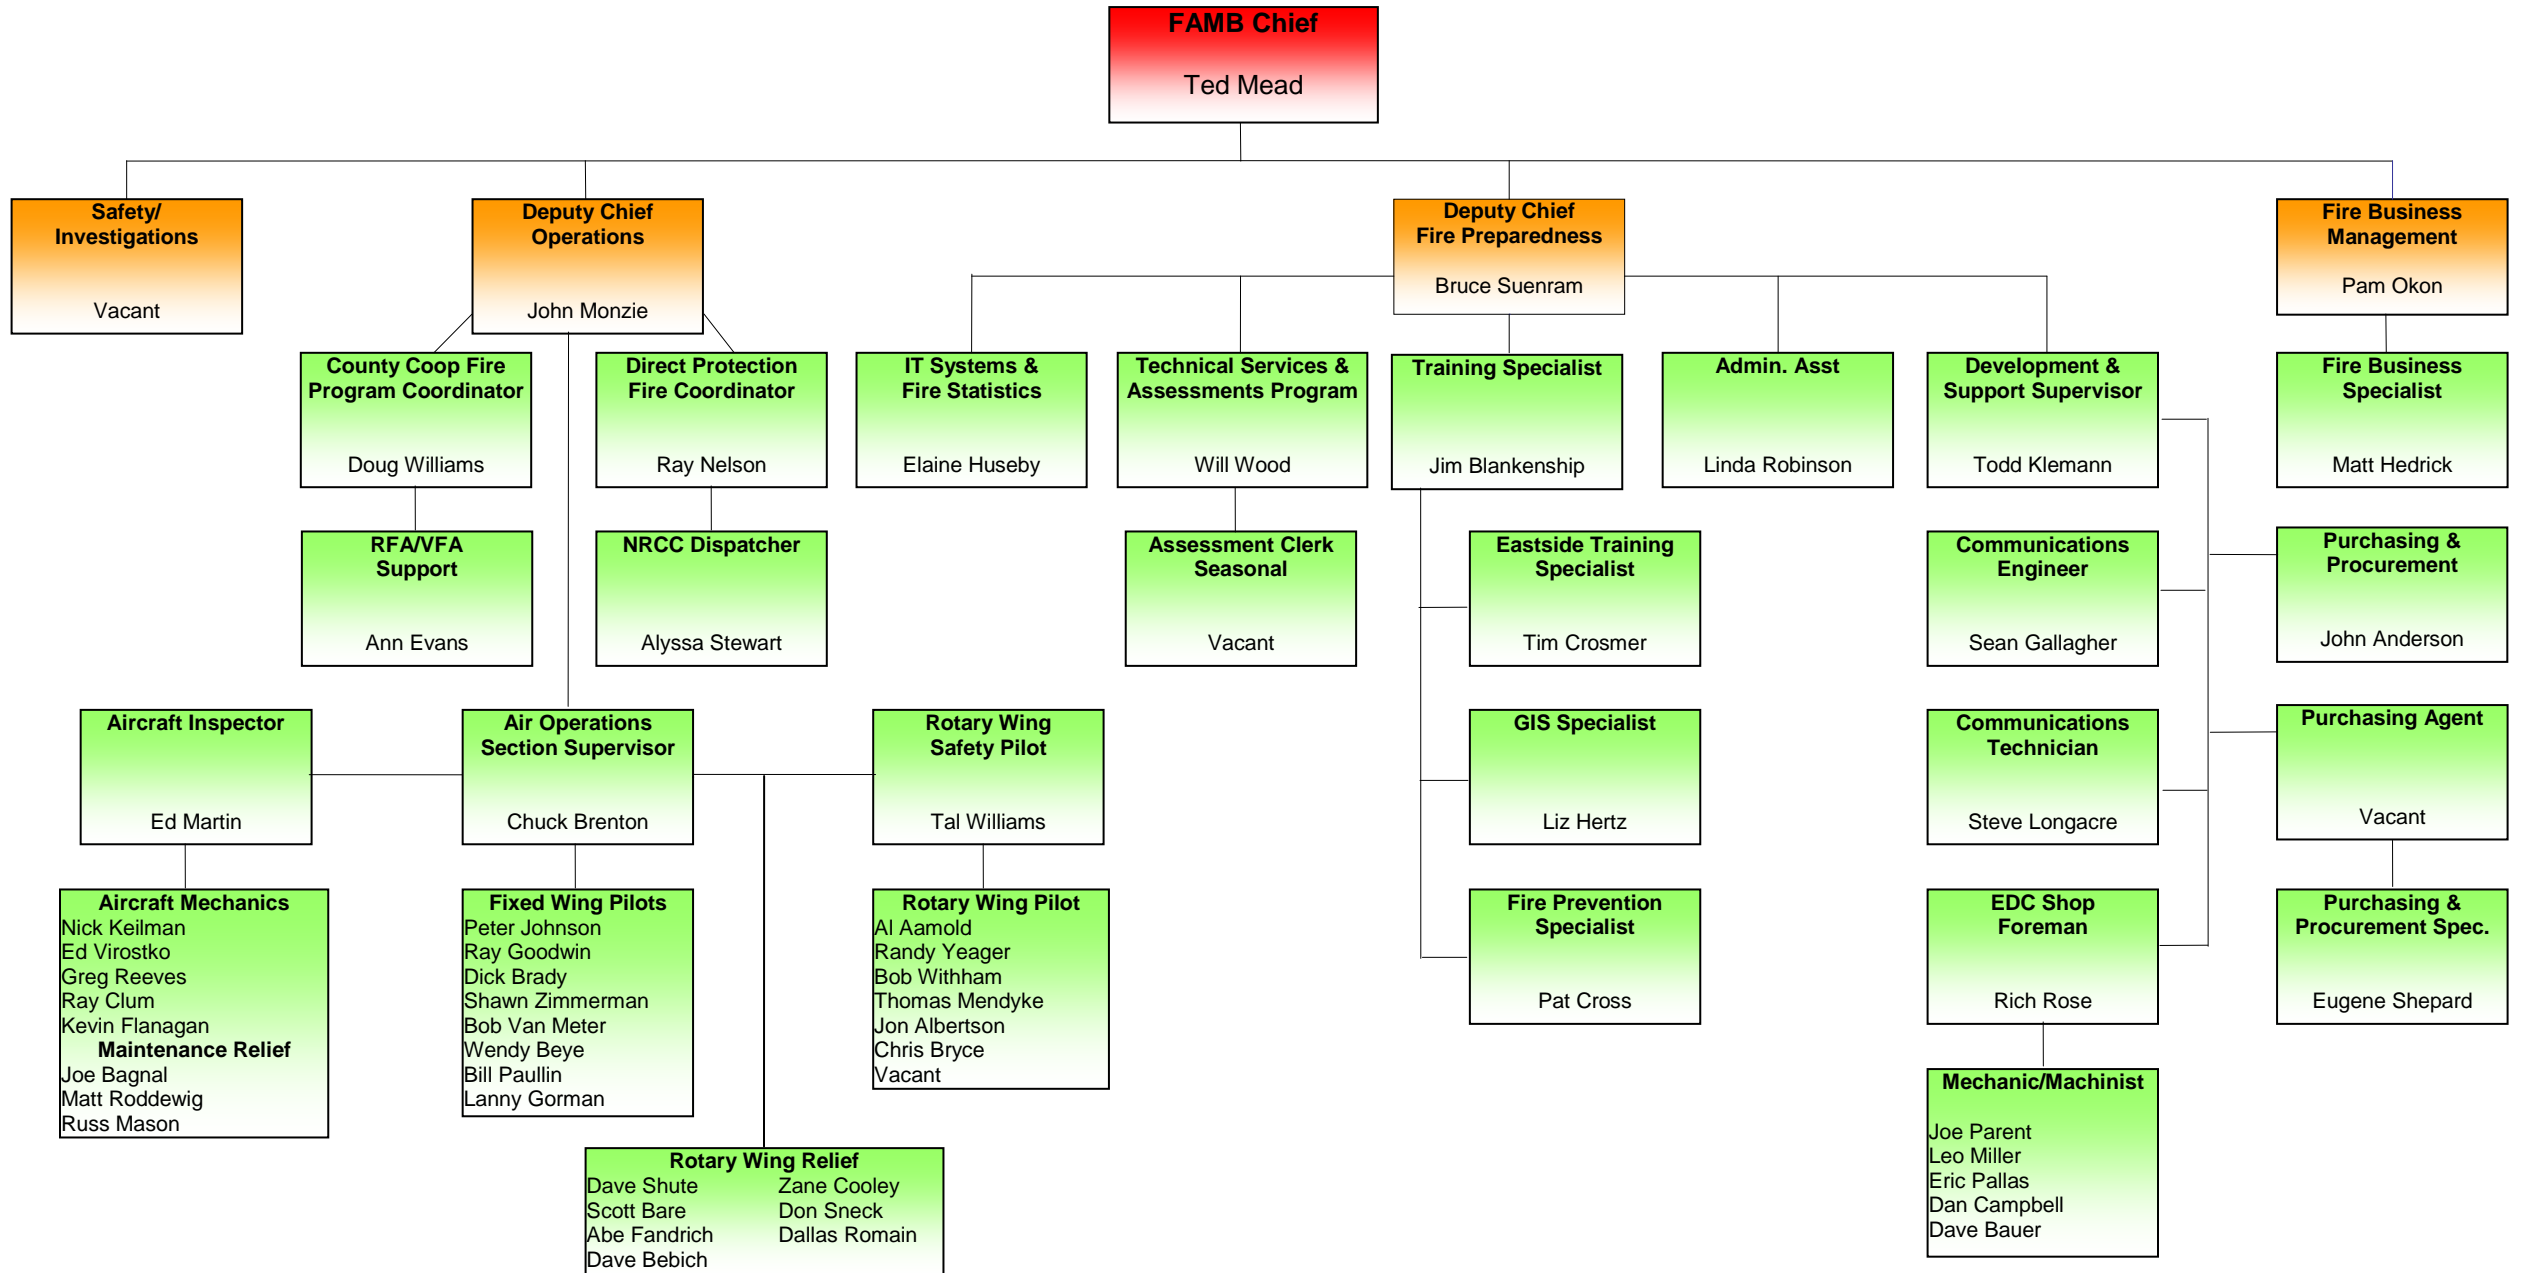 FAMB Chief
Ted Mead
Safety/
Investigations
Vacant
Deputy Chief
Operations
John Monzie
Deputy Chief
Fire Preparedness
Bruce Suenram
Fire Business
Management
Pam Okon
County Coop Fire
Program Coordinator
Doug Williams
Direct Protection
Fire Coordinator
Ray Nelson
IT Systems &
Fire Statistics
Elaine Huseby
Technical Services &
Assessments Program
Will Wood
Training Specialist
Jim Blankenship
Admin. Asst
Linda Robinson
Development &
Support Supervisor
Todd Klemann
Fire Business
Specialist
Matt Hedrick
RFA/VFA
Support
Ann Evans
NRCC Dispatcher
Alyssa Stewart
Assessment Clerk
Seasonal
Vacant
Eastside Training
Specialist
Tim Crosmer
Communications
Engineer
Sean Gallagher
Purchasing &
Procurement
John Anderson
Aircraft Inspector
Ed Martin
Air Operations
Section Supervisor
Chuck Brenton
Rotary Wing
Safety Pilot
Tal Williams
GIS Specialist
Liz Hertz
Communications
Technician
Steve Longacre
Purchasing Agent
Vacant
Aircraft Mechanics
Nick Keilman
Ed Virostko
Greg Reeves
Ray Clum
Kevin Flanagan
Maintenance Relief
Joe Bagnal
Matt Roddewig
Russ Mason
Fixed Wing Pilots
Peter Johnson
Ray Goodwin
Dick Brady
Shawn Zimmerman
Bob Van Meter
Wendy Beye
Bill Paullin
Lanny Gorman
Rotary Wing Pilot
Al Aamold
Randy Yeager
Bob Withham
Thomas Mendyke
Jon Albertson
Chris Bryce
Vacant
Fire Prevention
Specialist
Pat Cross
EDC Shop
Foreman
Rich Rose
Purchasing &
Procurement Spec.
Eugene Shepard
Mechanic/Machinist
Joe Parent
Leo Miller
Eric Pallas
Dan Campbell
Dave Bauer
Rotary Wing Relief
Dave Shute Zane Cooley
Scott Bare Don Sneck
Abe Fandrich Dallas Romain
Dave Bebich